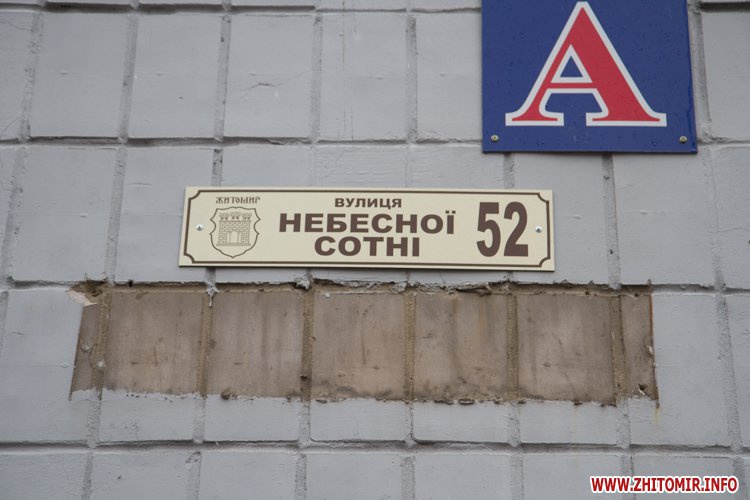 А
ЖИТОМИР
ВУЛИЦЯ
НЕБЕСНОЇ
СОТНІ
52
WWW.ZHITOMIR.INFO